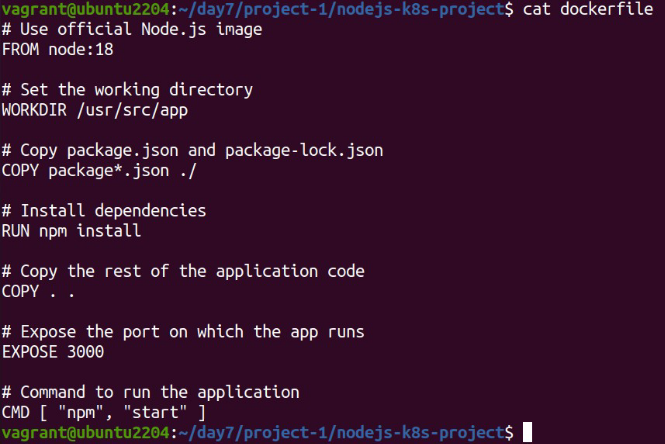 vagrant@ubuntu2204:~/day7/project-1/nodejs-k8s-project$ cat dockerfile
# Use official Node.js image
FROM node:18
# Set the working directory
WORKDIR /usr/src/app
# Copy package.json and package-lock.json
COPY package*.json ./
# Install dependencies
RUN npm install
# Copy the rest of the application code
COPY . .
# Expose the port on which the app runs
EXPOSE 3000
# Command to run the application
CMD [ "npm", "start" ]
vagrant@ubuntu2204:~/day7/project-1/nodejs-k8s-project$